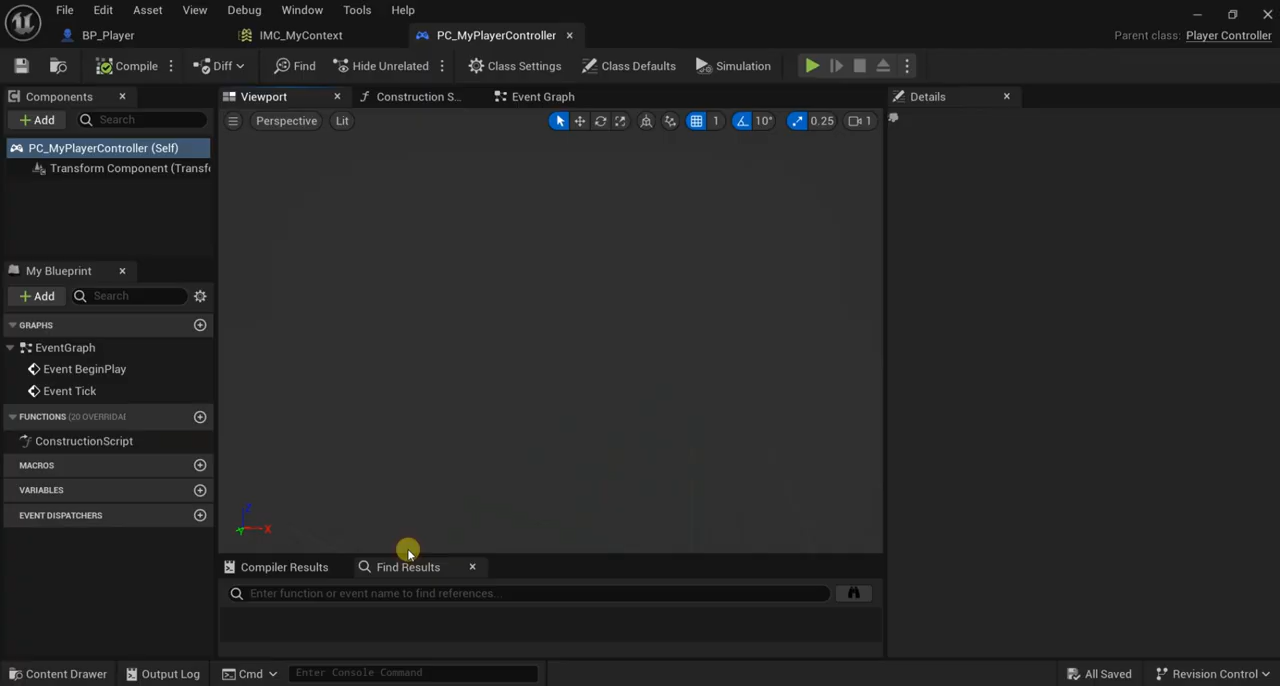 File Edit Asset View Debug Window Tools Help
BP_Player IMC_MyContext PC_MyPlayerController Parent class: Player Controller
Compile Diff Find Hide Unrelated Class Settings Class Defaults Simulation
Components Viewport Construction S... Event Graph Details
Add Search Perspective Lit 1 10° 0.25 1
PC_MyPlayerController (Self)
Transform Component (Transfo
My Blueprint
Add Search
GRAPHS
EventGraph
Event BeginPlay
Event Tick
FUNCTIONS (20 OVERRIDAI
ConstructionScript
MACROS
VARIABLES
EVENT DISPATCHERS
Z
Y X
Compiler Results Find Results
Enter function or event name to find references...
Content Drawer Output Log Cmd Enter Console Command All Saved Revision Control